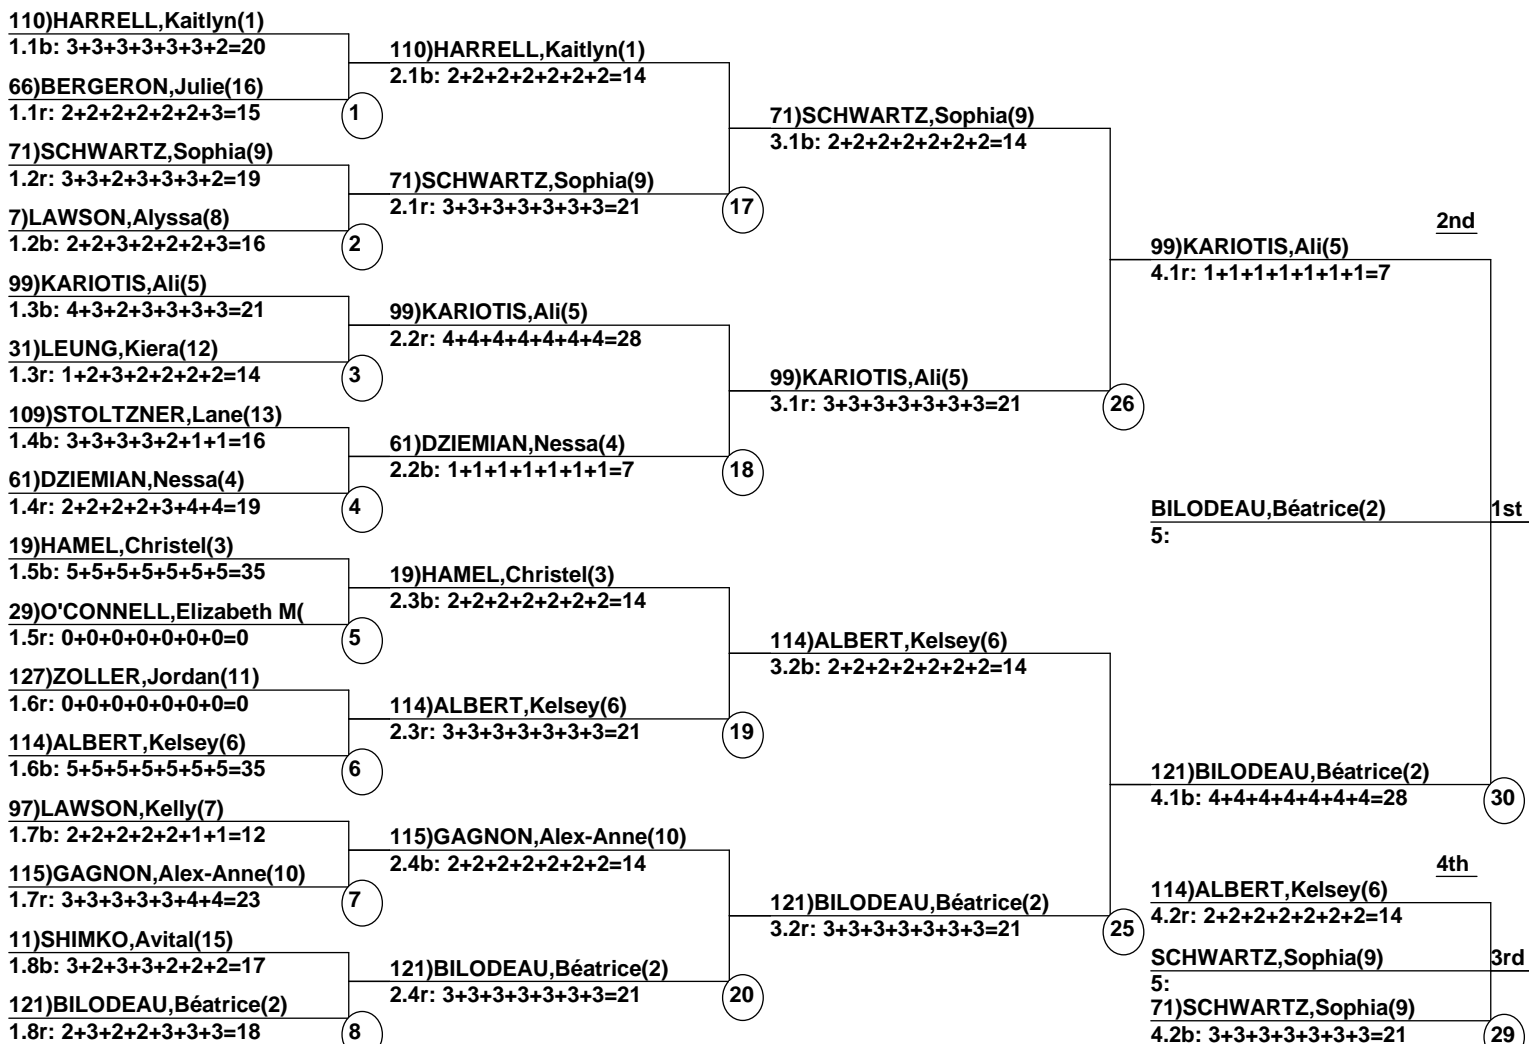 110)HARRELL,Kaitlyn(1)
1.1b: 3+3+3+3+3+3+2=20
66)BERGERON,Julie(16)
1.1r: 2+2+2+2+2+2+3=15
1
71)SCHWARTZ,Sophia(9)
1.2r: 3+3+2+3+3+3+2=19
7)LAWSON,Alyssa(8)
1.2b: 2+2+3+2+2+2+3=16
2
99)KARIOTIS,Ali(5)
1.3b: 4+3+2+3+3+3+3=21
31)LEUNG,Kiera(12)
1.3r: 1+2+3+2+2+2+2=14
3
109)STOLTZNER,Lane(13)
1.4b: 3+3+3+3+2+1+1=16
61)DZIEMIAN,Nessa(4)
1.4r: 2+2+2+2+3+4+4=19
4
19)HAMEL,Christel(3)
1.5b: 5+5+5+5+5+5+5=35
29)O'CONNELL,Elizabeth M(
1.5r: 0+0+0+0+0+0+0=0
5
127)ZOLLER,Jordan(11)
1.6r: 0+0+0+0+0+0+0=0
114)ALBERT,Kelsey(6)
1.6b: 5+5+5+5+5+5+5=35
6
97)LAWSON,Kelly(7)
1.7b: 2+2+2+2+2+1+1=12
115)GAGNON,Alex-Anne(10)
1.7r: 3+3+3+3+3+4+4=23
7
11)SHIMKO,Avital(15)
1.8b: 3+2+3+3+2+2+2=17
121)BILODEAU,Béatrice(2)
1.8r: 2+3+2+2+3+3+3=18
8
110)HARRELL,Kaitlyn(1)
2.1b: 2+2+2+2+2+2+2=14
71)SCHWARTZ,Sophia(9)
2.1r: 3+3+3+3+3+3+3=21
17
99)KARIOTIS,Ali(5)
2.2r: 4+4+4+4+4+4+4=28
61)DZIEMIAN,Nessa(4)
2.2b: 1+1+1+1+1+1+1=7
18
19)HAMEL,Christel(3)
2.3b: 2+2+2+2+2+2+2=14
114)ALBERT,Kelsey(6)
2.3r: 3+3+3+3+3+3+3=21
19
115)GAGNON,Alex-Anne(10)
2.4b: 2+2+2+2+2+2+2=14
121)BILODEAU,Béatrice(2)
2.4r: 3+3+3+3+3+3+3=21
20
71)SCHWARTZ,Sophia(9)
3.1b: 2+2+2+2+2+2+2=14
99)KARIOTIS,Ali(5)
3.1r: 3+3+3+3+3+3+3=21
26
114)ALBERT,Kelsey(6)
3.2b: 2+2+2+2+2+2+2=14
121)BILODEAU,Béatrice(2)
3.2r: 3+3+3+3+3+3+3=21
25
2nd
99)KARIOTIS,Ali(5)
4.1r: 1+1+1+1+1+1+1=7
BILODEAU,Béatrice(2)
1st
5:
121)BILODEAU,Béatrice(2)
4.1b: 4+4+4+4+4+4+4=28
30
4th
114)ALBERT,Kelsey(6)
4.2r: 2+2+2+2+2+2+2=14
SCHWARTZ,Sophia(9)
3rd
5:
71)SCHWARTZ,Sophia(9)
4.2b: 3+3+3+3+3+3+3=21
29